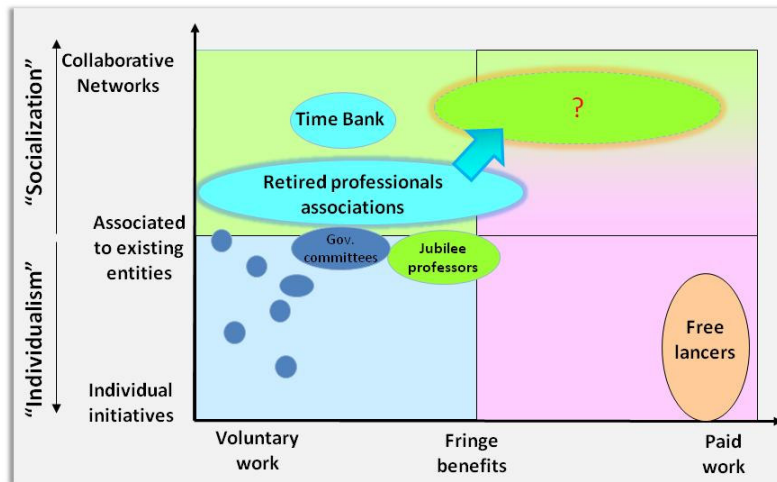 “Socialization”
“Individualism”
Collaborative
Networks
Associated
to existing
entities
Individual
initiatives
Time Bank
?
Retired professionals
associations
Gov.
committees
Jubilee
professors
Free
lancers
Voluntary
work
Fringe
benefits
Paid
work